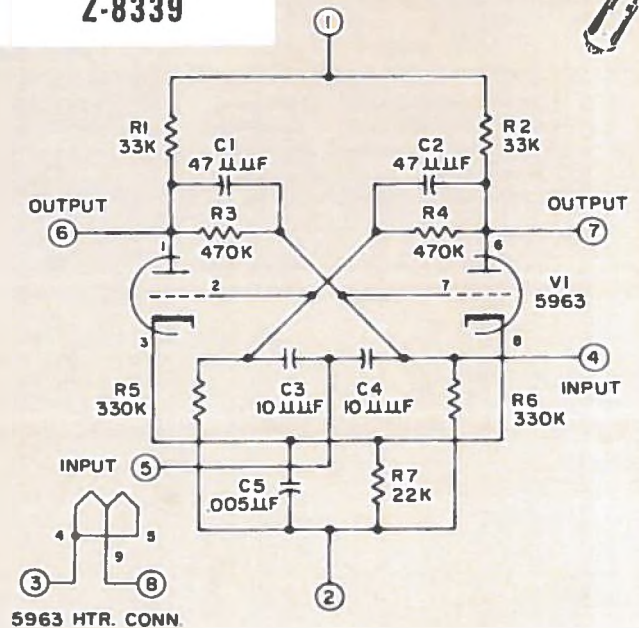 Z-8339
1
R1
33K
C1
47 μμF
C2
47 μμF
R2
33K
OUTPUT
6
R3
470K
R4
470K
OUTPUT
7
1
6
2
7
V1
5963
3
8
4
INPUT
R5
330K
C3
10 μμF
C4
10 μμF
R6
330K
INPUT
5
C5
.005μF
R7
22K
4
5
9
3
8
2
5963 HTR. CONN.